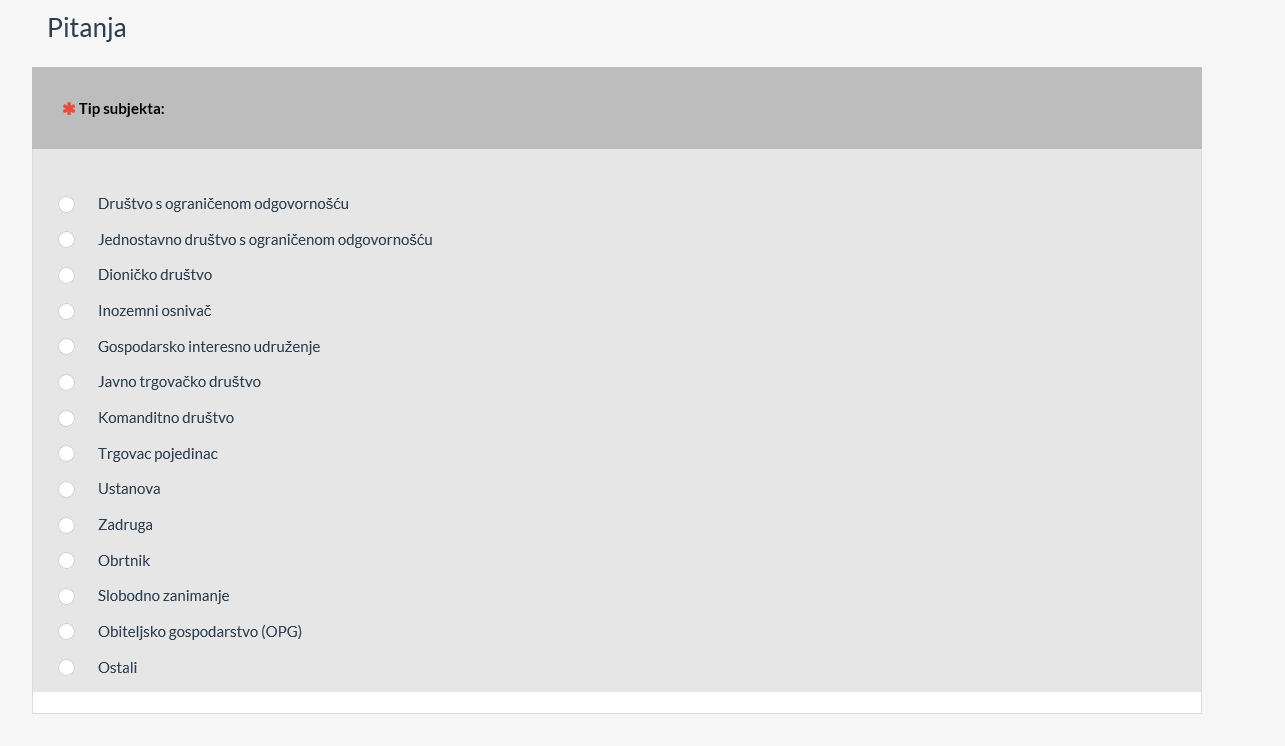 Pitanja
✱ Tip subjekta:
Društvo s ograničenom odgovornošću
Jednostavno društvo s ograničenom odgovornošću
Dioničko društvo
Inozemni osnivač
Gospodarsko interesno udruženje
Javno trgovačko društvo
Komanditno društvo
Trgovac pojedinac
Ustanova
Zadruga
Obrtnik
Slobodno zanimanje
Obiteljsko gospodarstvo (OPG)
Ostali